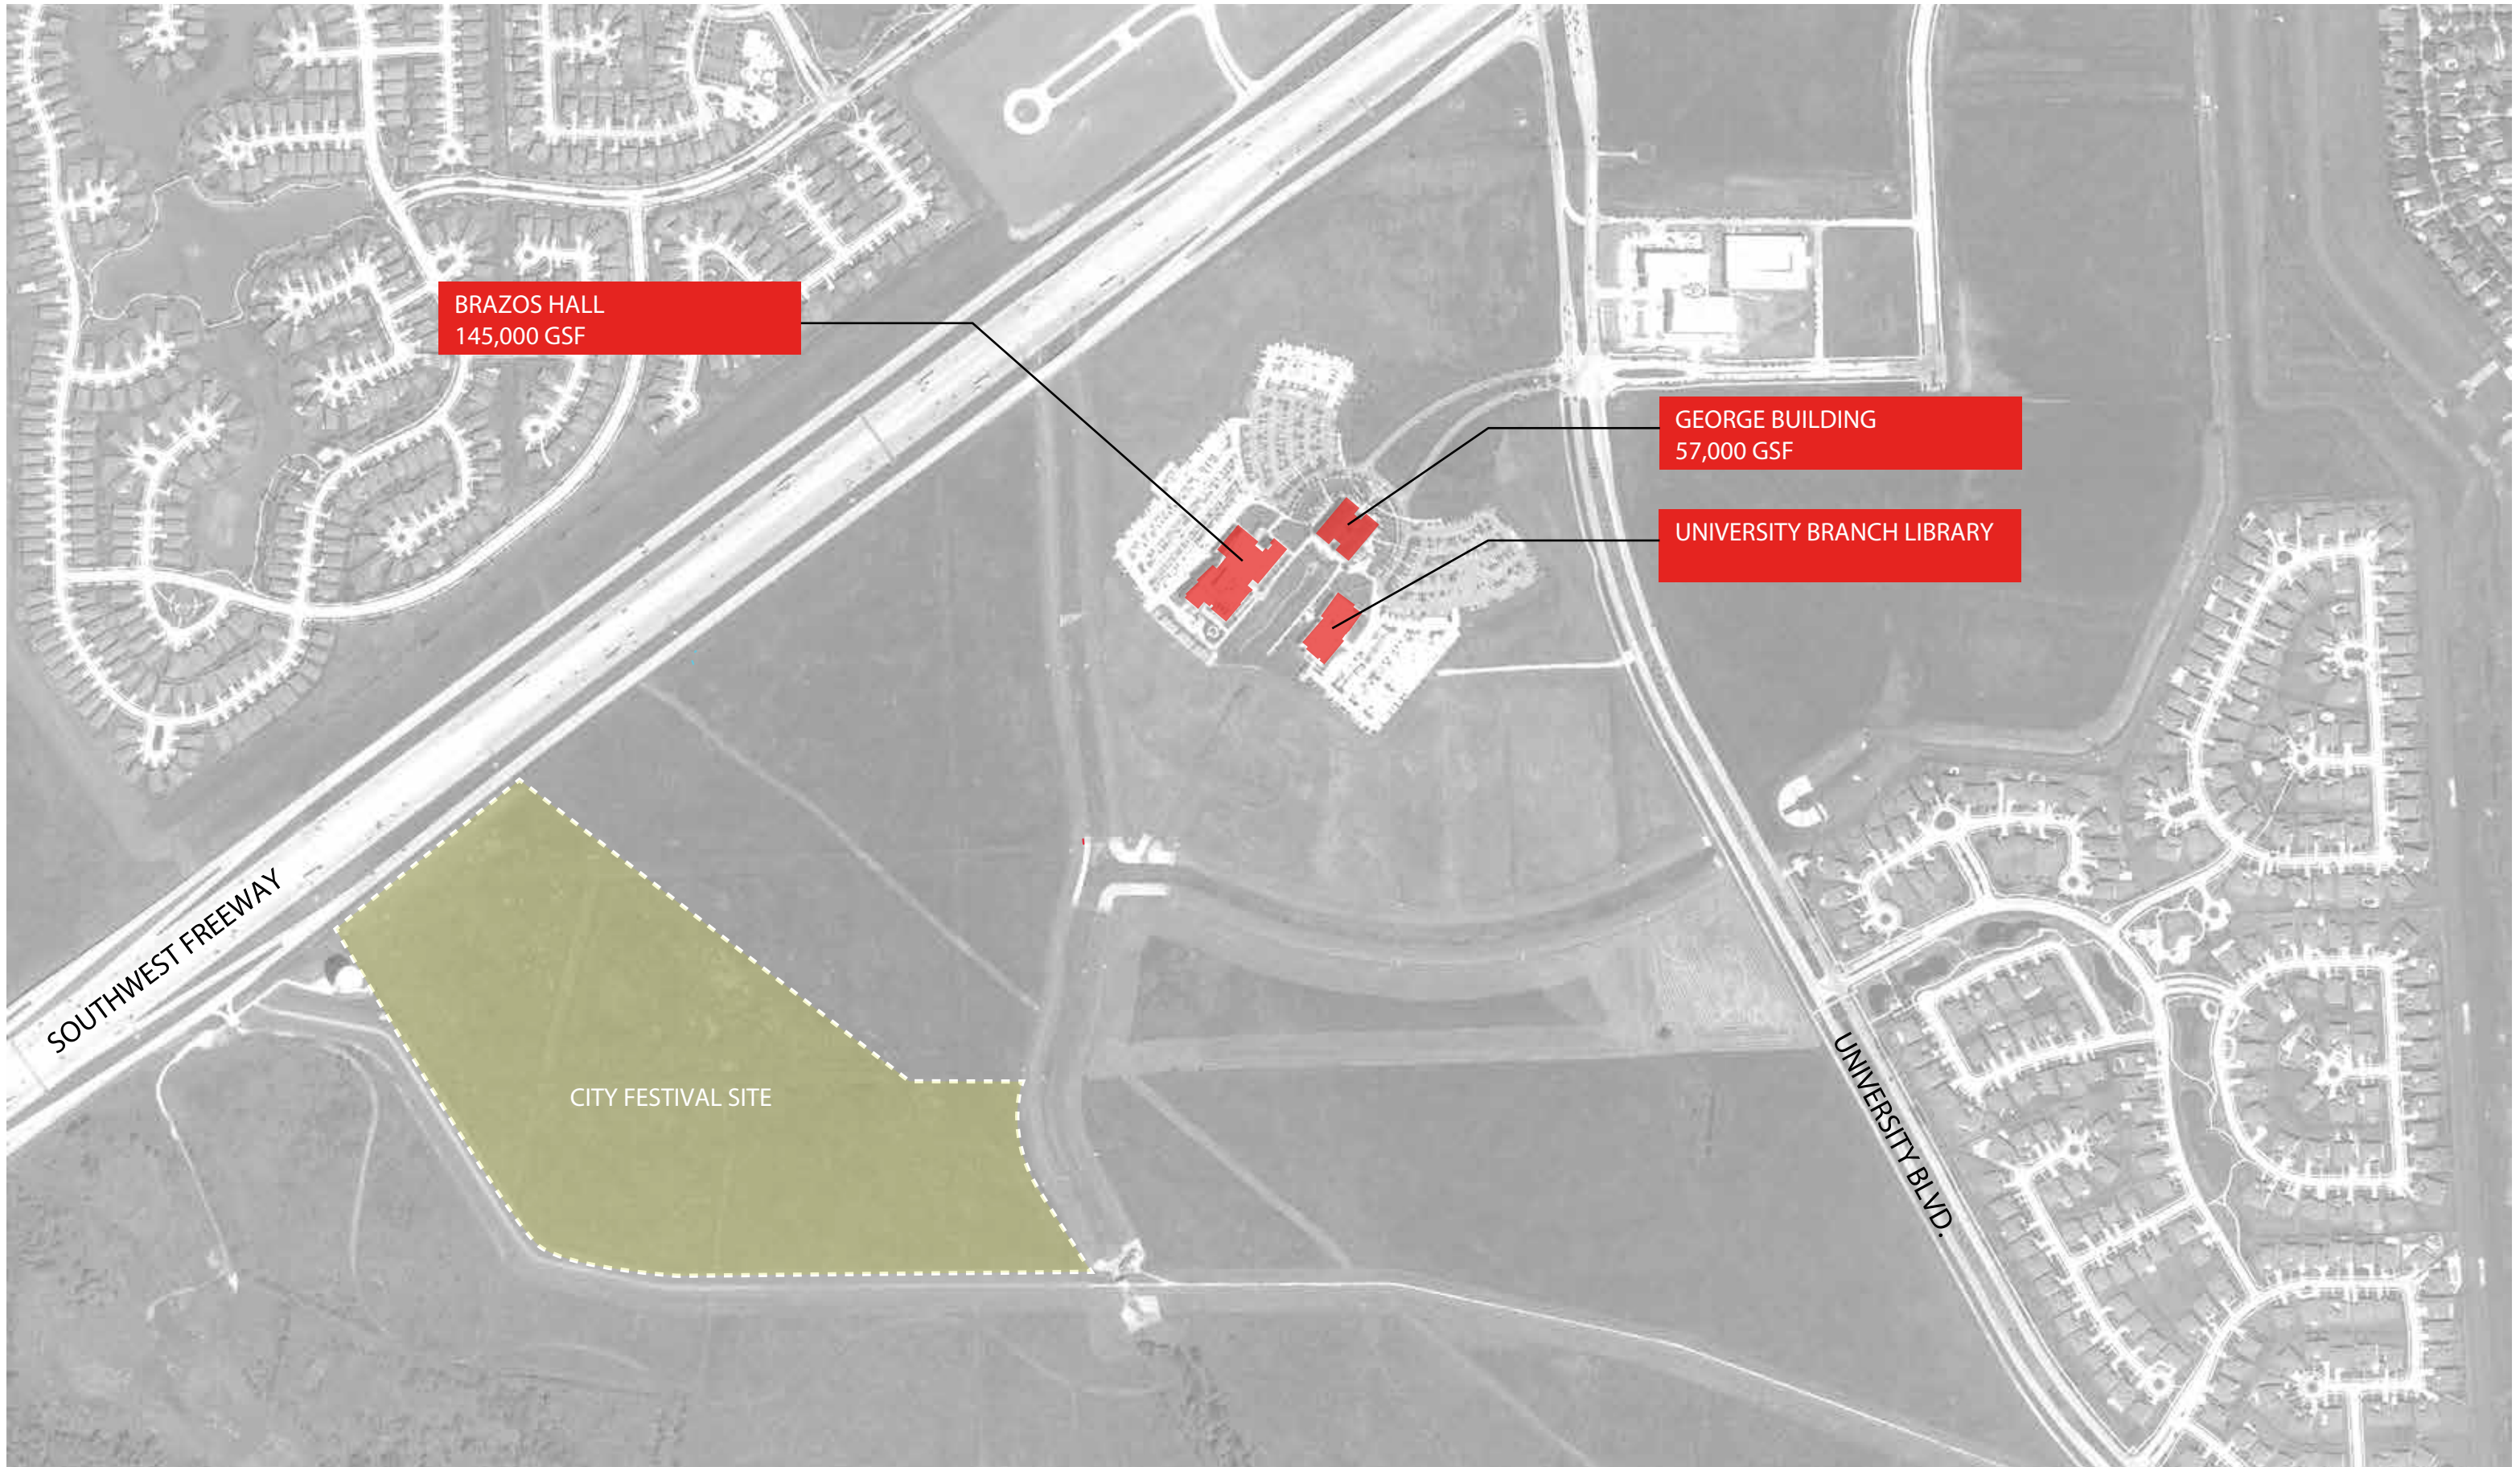 BRAZOS HALL
145,000 GSF
GEORGE BUILDING
57,000 GSF
UNIVERSITY BRANCH LIBRARY
SOUTHWEST FREEWAY
CITY FESTIVAL SITE
UNIVERSITY BLVD.